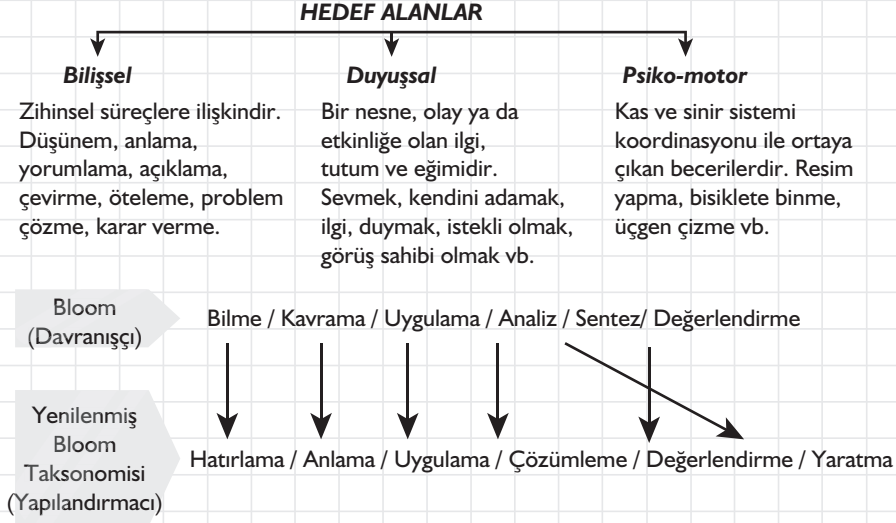 HEDEF ALANLAR
Bilişsel
Zihinsel süreçlere ilişkindir.
Düşünem, anlama,
yorumlama, açıklama,
çevirme, öteleme, problem
çözme, karar verme.
Duyuşsal
Bir nesne, olay ya da
etkinliğe olan ilgi,
tutum ve eğimidir.
Sevmek, kendini adamak,
ilgi, duymak, istekli olmak,
görüş sahibi olmak vb.
Psiko-motor
Kas ve sinir sistemi
koordinasyonu ile ortaya
çıkan becerilerdir. Resim
yapma, bisiklete binme,
üçgen çizme vb.
Bloom
(Davranışçı)
Bilme / Kavrama / Uygulama / Analiz / Sentez/ Değerlendirme
Yenilenmiş
Bloom
Taksonomisi
(Yapılandırmacı)
Hatırlama / Anlama / Uygulama / Çözümleme / Değerlendirme / Yaratma